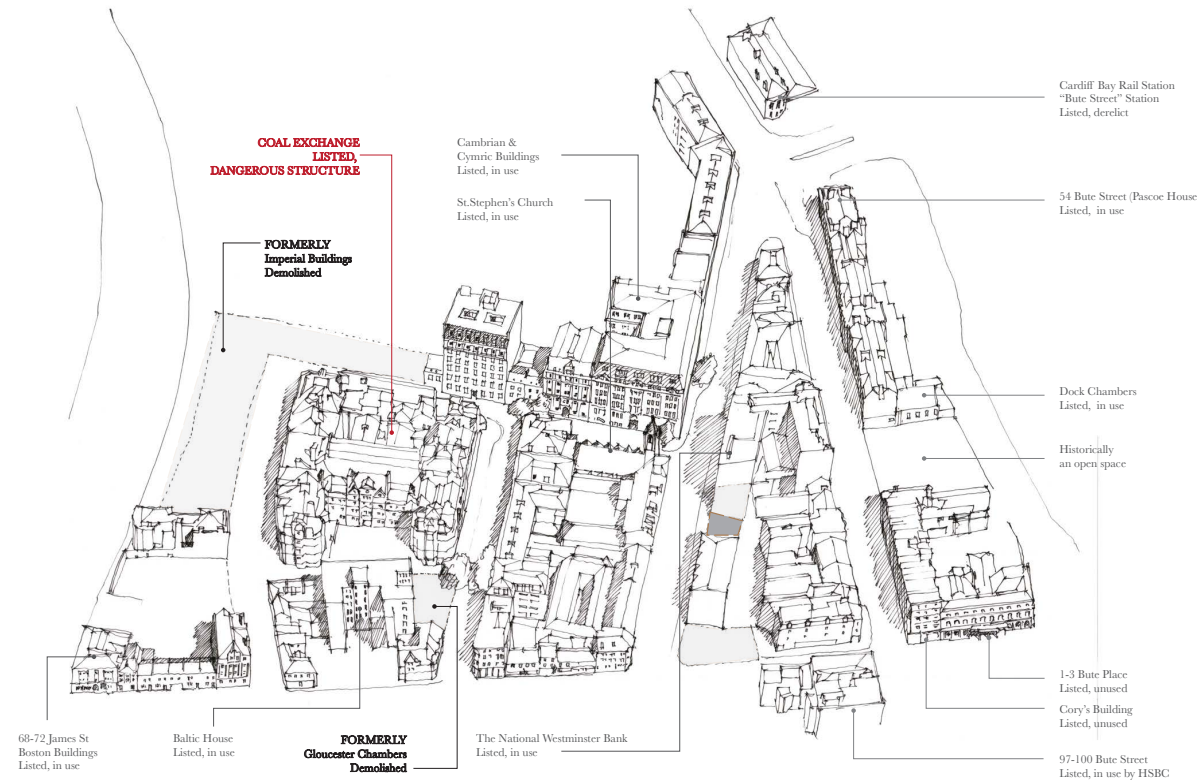 Cardiff Bay Rail Station
“Bute Street” Station
Listed, derelict
COAL EXCHANGE
LISTED,
DANGEROUS STRUCTURE
Cambrian &
Cymric Buildings
Listed, in use
54 Bute Street (Pascoe House
Listed, in use
St.Stephen’s Church
Listed, in use
FORMERLY
Imperial Buildings
Demolished
Dock Chambers
Listed, in use
Historically
an open space
1-3 Bute Place
Listed, unused
Cory’s Building
Listed, unused
68-72 James St
Boston Buildings
Listed, in use
Baltic House
Listed, in use
FORMERLY
Gloucester Chambers
Demolished
The National Westminster Bank
Listed, in use
97-100 Bute Street
Listed, in use by HSBC